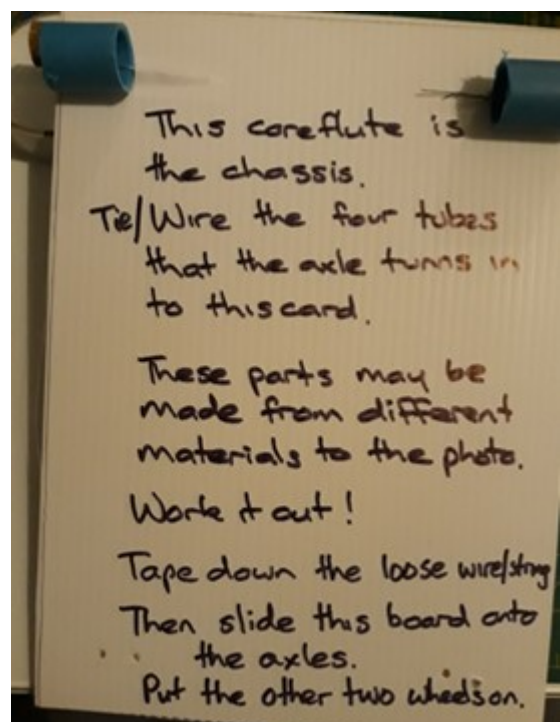 This coreflute is
the chassis.
Tie/Wire the four tubes
that the axle turns in
to this card.
These parts may be
made from different
materials to the photo.
Work it out!
Tape down the loose wire/string
Then slide this board onto
the axles.
Put the other two wheels on.